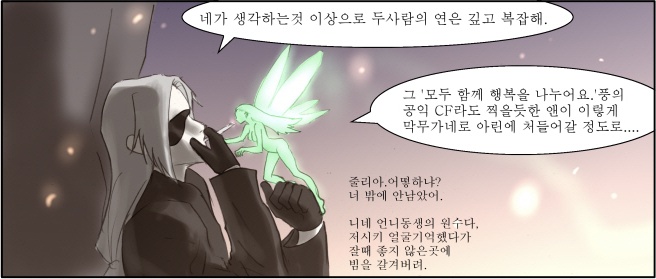 네가 생각하는것 이상으로 두사람의 연은 깊고 복잡해.
그 '모두 함께 행복을 나누어요.'풍의
공익 CF라도 찍을듯한 앤이 이렇게
막무가네로 아린에 처들어갈 정도로....
줄리아.어떻하냐?
너 밖에 안남았어.
니네 언니동생의 원수다,
저시키 얼굴기억했다가
잘때 좋지 않은곳에
빔을 갈겨버려.